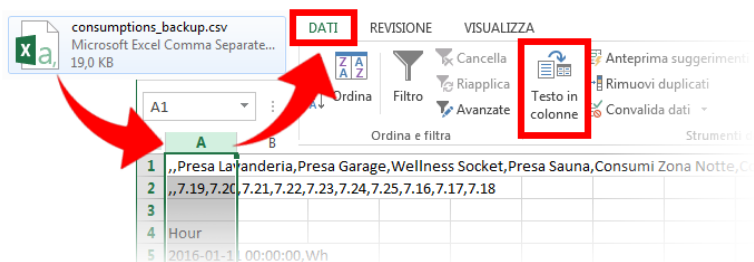 consumptions_backup.csv
Microsoft Excel Comma Separate...
19,0 KB
X a,
DATI REVISIONE VISUALIZZA
Z A
A Z
Ordina
Filtro
Cancella
Riapplica
Avanzate
Testo in
colonne
Anteprima suggerimenti
Rimuovi duplicati
Convalida dati
Ordina e filtra
Strumenti
A1
A B
1 ,,Presa Lavanderia,Presa Garage,Wellness Socket,Presa Sauna,Consumi Zona Notte,
2 ,,7.19,7.20,7.21,7.22,7.23,7.24,7.25,7.16,7.17,7.18
3
4 Hour
5 2016-01-11 00:00:00,Wh